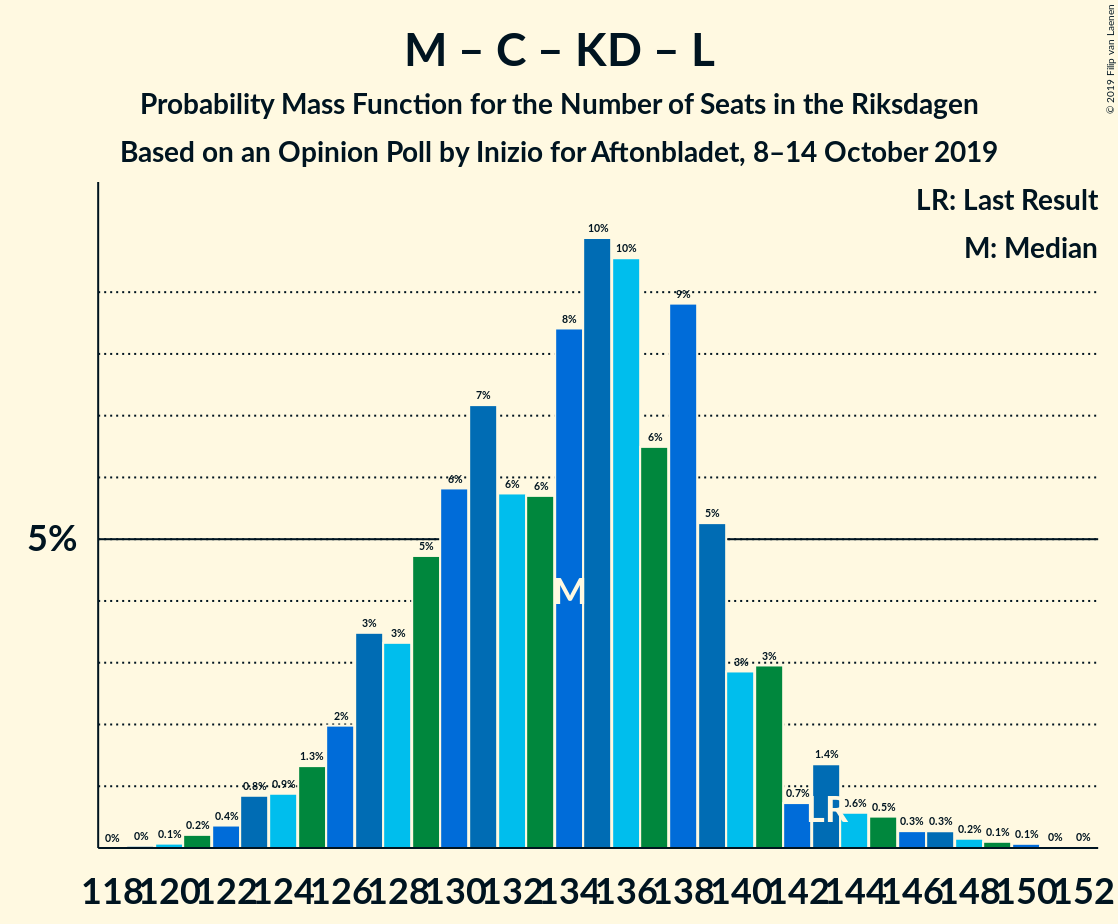 M – C – KD – L
Probability Mass Function for the Number of Seats in the Riksdagen
Based on an Opinion Poll by Inizio for Aftonbladet, 8–14 October 2019
© 2019 Filip van Laenen
LR: Last Result
M: Median
5%
0% 0% 0.1% 0.2% 0.4% 0.8% 0.9% 1.3% 2% 3% 3% 5% 6% 7% 6% 6% 8% 10% 10% 6% 9% 5% 3% 3% 0.7% 1.4% 0.6% 0.5% 0.3% 0.3% 0.2% 0.1% 0.1% 0% 0%
M
LR
118 120 122 124 126 128 130 132 134 136 138 140 142 144 146 148 150 152